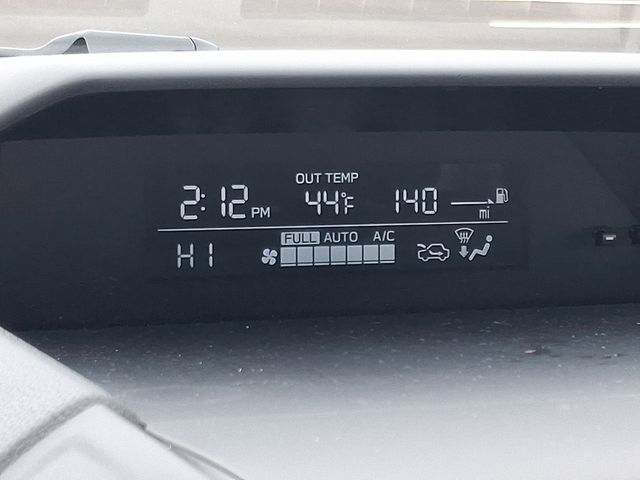 OUT TEMP
2:12 PM 44°F 140 mi
FULL AUTO A/C
HI